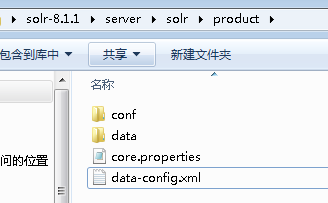 solr-8.1.1 ▸ server ▸ solr ▸ product ▸
包含到库中 ▼ 共享 ▼ 新建文件夹
名称
conf
data
core.properties
问的位置
data-config.xml